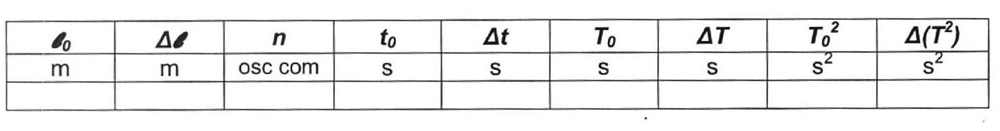 ℓ₀ Δℓ n t₀ Δt T₀ ΔT T₀² Δ(T²)
m m osc com s s s s s² s²